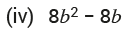 (iv) 8b² − 8b